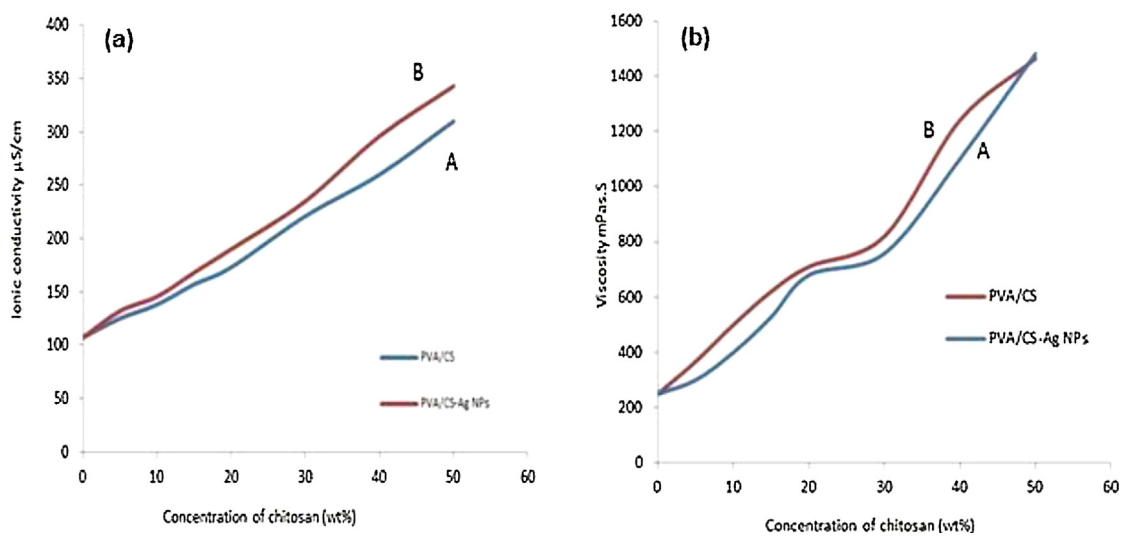 (a)
400
350
300
250
200
150
100
50
0
Ionic conductivity µS/cm
B
A
PVA/CS
PVA/CS-Ag NPs
0 10 20 30 40 50 60
Concentration of chitosan (wt%)
(b)
1600
1400
1200
1000
800
600
400
200
0
Viscosity mPas.S
B
A
PVA/CS
PVA/CS-Ag NPs
0 10 20 30 40 50 60
Concentration of chitosan (wt%)